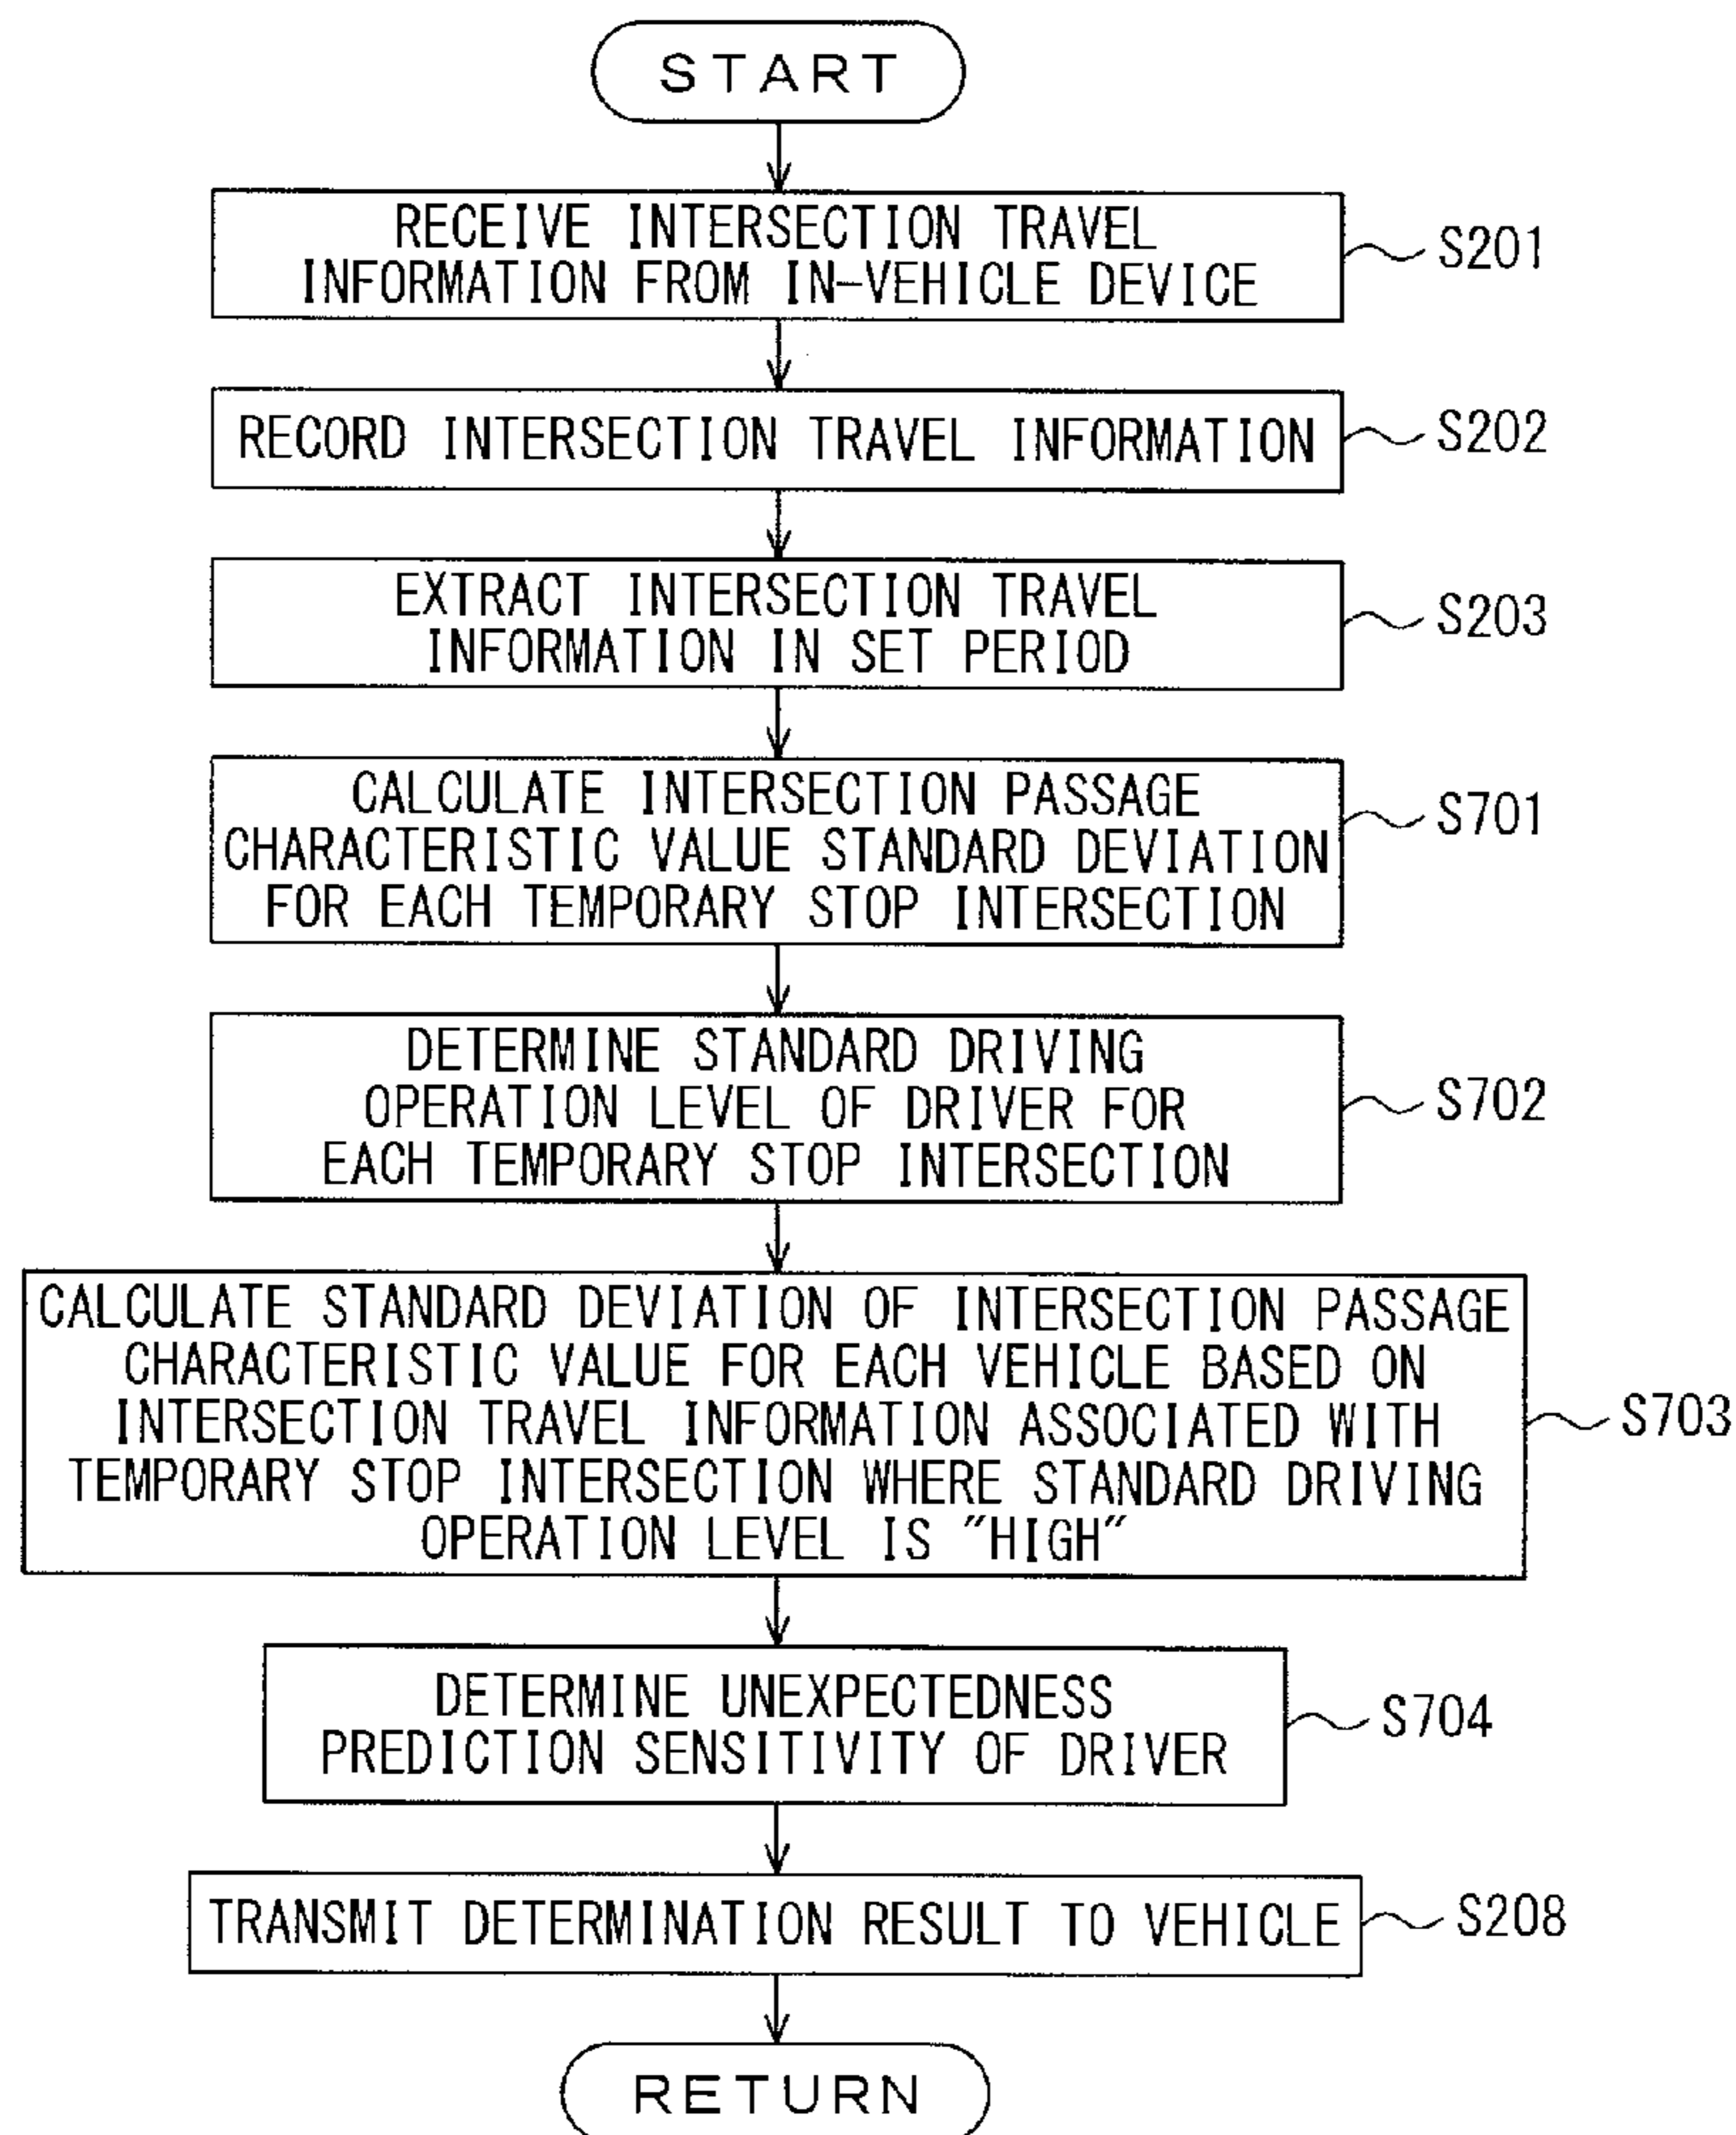 START
RECEIVE INTERSECTION TRAVEL
INFORMATION FROM IN-VEHICLE DEVICE
S201
RECORD INTERSECTION TRAVEL INFORMATION
S202
EXTRACT INTERSECTION TRAVEL
INFORMATION IN SET PERIOD
S203
CALCULATE INTERSECTION PASSAGE
CHARACTERISTIC VALUE STANDARD DEVIATION
FOR EACH TEMPORARY STOP INTERSECTION
S701
DETERMINE STANDARD DRIVING
OPERATION LEVEL OF DRIVER FOR
EACH TEMPORARY STOP INTERSECTION
S702
CALCULATE STANDARD DEVIATION OF INTERSECTION PASSAGE
CHARACTERISTIC VALUE FOR EACH VEHICLE BASED ON
INTERSECTION TRAVEL INFORMATION ASSOCIATED WITH
TEMPORARY STOP INTERSECTION WHERE STANDARD DRIVING
OPERATION LEVEL IS "HIGH"
S703
DETERMINE UNEXPECTEDNESS
PREDICTION SENSITIVITY OF DRIVER
S704
TRANSMIT DETERMINATION RESULT TO VEHICLE
S208
RETURN